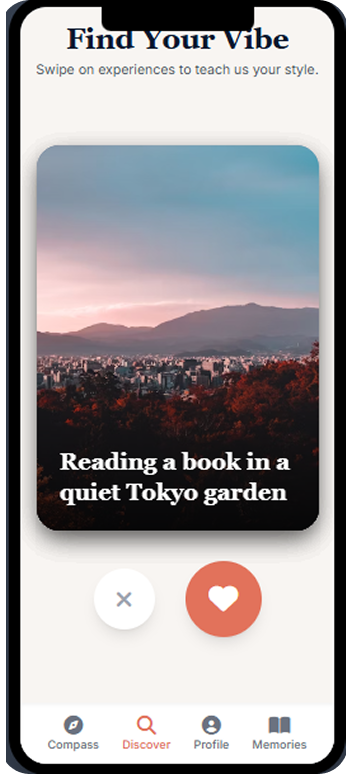 Find Your Vibe
Swipe on experiences to teach us your style.
Reading a book in a
quiet Tokyo garden
Compass
Discover
Profile
Memories